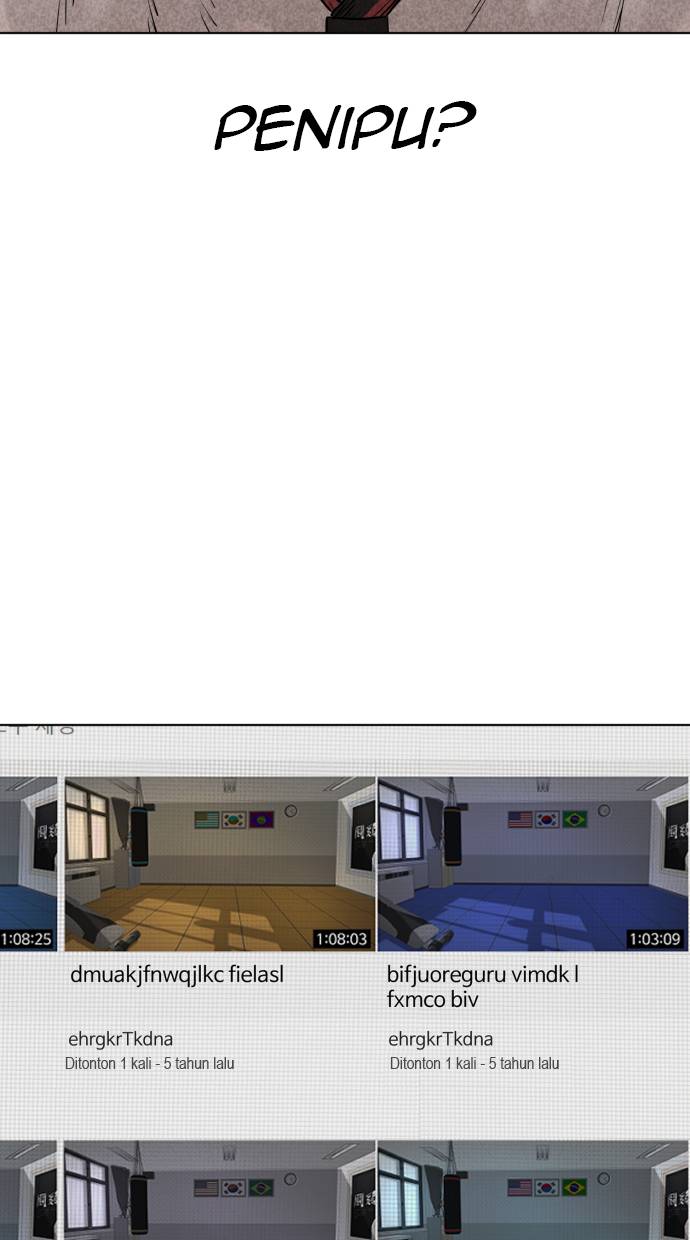 PENIPU?
1:08:25
1:08:03
1:03:09
dmuakjfnwqjlkc fielasl
bifjuoreguru vimdk l
fxmco biv
ehrgkrTkdna
ehrgkrTkdna
Ditonton 1 kali - 5 tahun lalu
Ditonton 1 kali - 5 tahun lalu